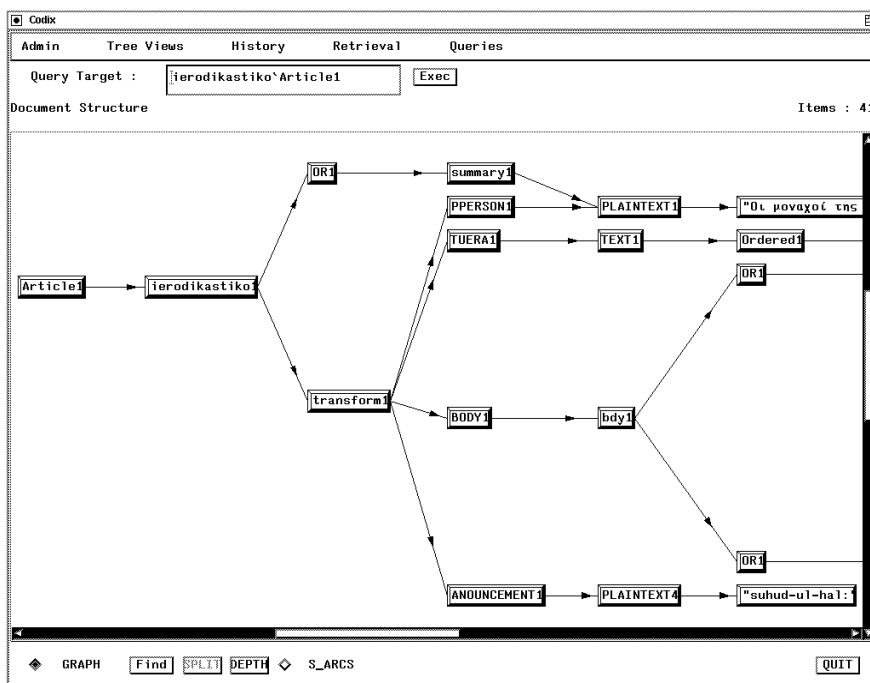 Codix
Admin Tree Views History Retrieval Queries
Query Target : ierodikastiko`Article1 Exec
Document Structure Items : 41
OR1 summary1
PPERSON1 PLAINTEXT1 "Οι μοναχοί της
TUERA1 TEXT1 Ordered1
OR1
Article1 ierodikastiko1
transform1
BODY1 bdy1
OR1
ANOUNCEMENT1 PLAINTEXT4 "suhud-ul-hal:"
GRAPH Find SPLIT DEPTH S_ARCS QUIT